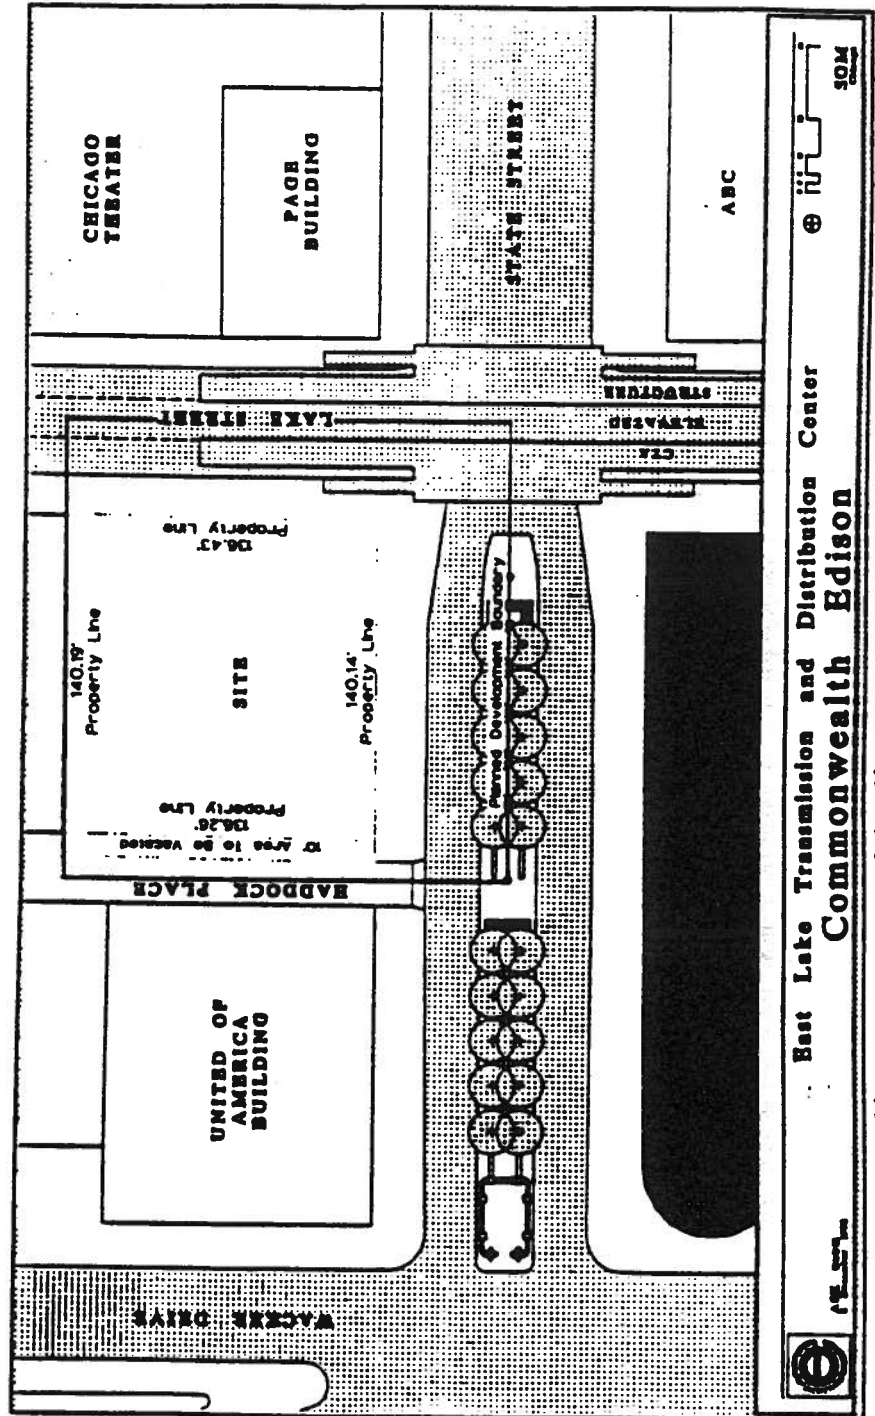 CHICAGO
THEATER
PAGE
BUILDING
STATE STREET
ABC
LAKE STREET
CTA
ELEVATED
STRUCTURE
136.43'
Property Line
140.19'
Property Line
SITE
140.14'
Property Line
136.26'
Property Line
10' Area To Be Vacated
Planned Development Boundary
HADDOCK PLACE
UNITED OF
AMERICA
BUILDING
WACKER DRIVE
East Lake Transmission and Distribution Center
Commonwealth Edison
SOM
Chicago